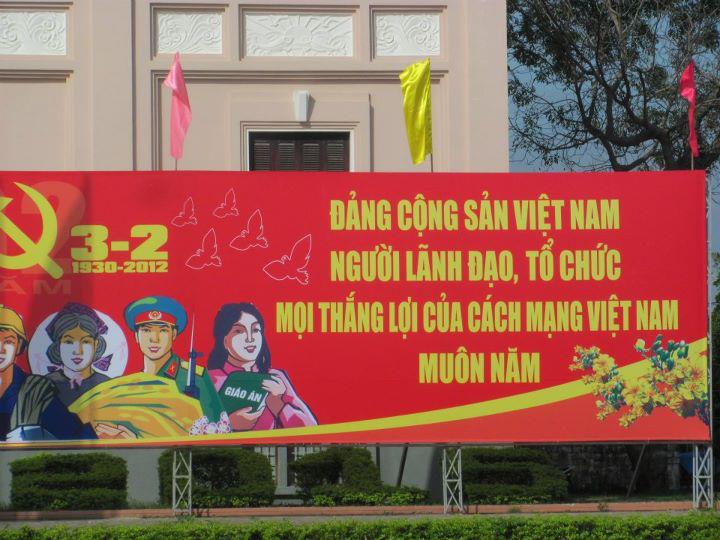 3-2
1930-2012
ĐẢNG CỘNG SẢN VIỆT NAM
NGƯỜI LÃNH ĐẠO, TỔ CHỨC
MỌI THẮNG LỢI CỦA CÁCH MẠNG VIỆT NAM
MUÔN NĂM
GIÁO ÁN